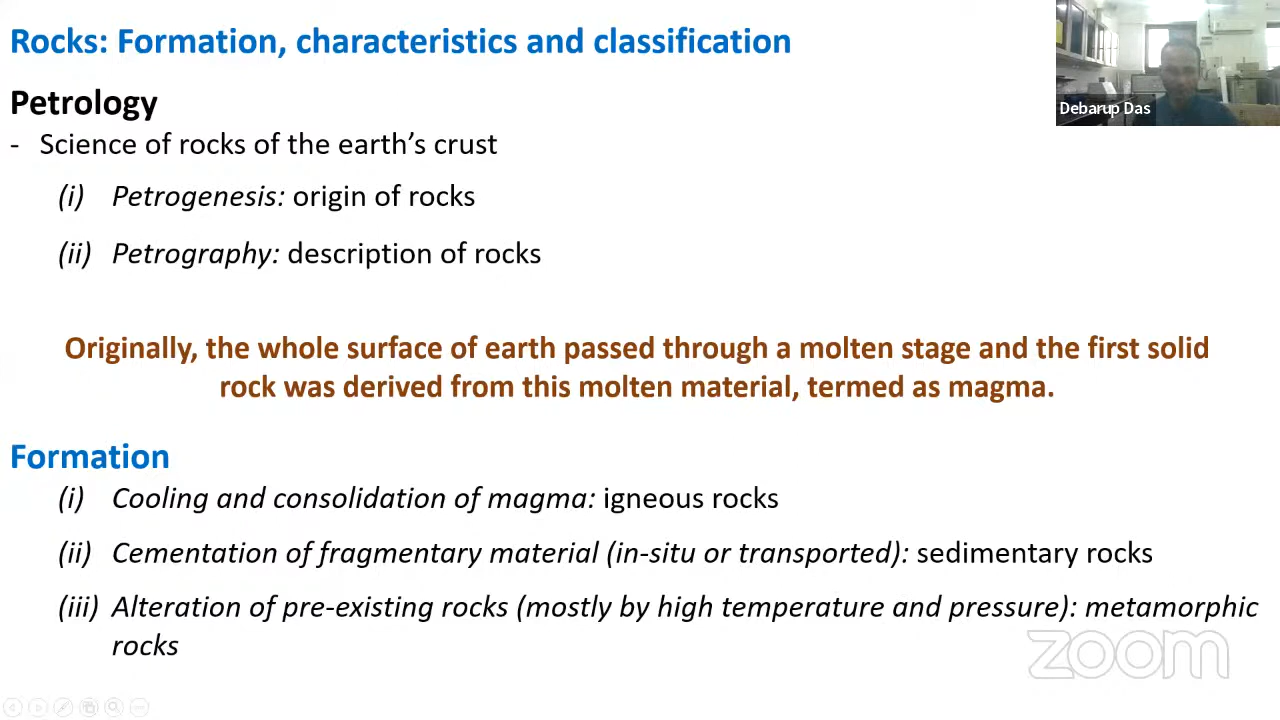 Rocks: Formation, characteristics and classification
Debarup Das
Petrology
- Science of rocks of the earth’s crust
(i) Petrogenesis: origin of rocks
(ii) Petrography: description of rocks
Originally, the whole surface of earth passed through a molten stage and the first solid
rock was derived from this molten material, termed as magma.
Formation
(i) Cooling and consolidation of magma: igneous rocks
(ii) Cementation of fragmentary material (in-situ or transported): sedimentary rocks
(iii) Alteration of pre-existing rocks (mostly by high temperature and pressure): metamorphic
rocks
zoom